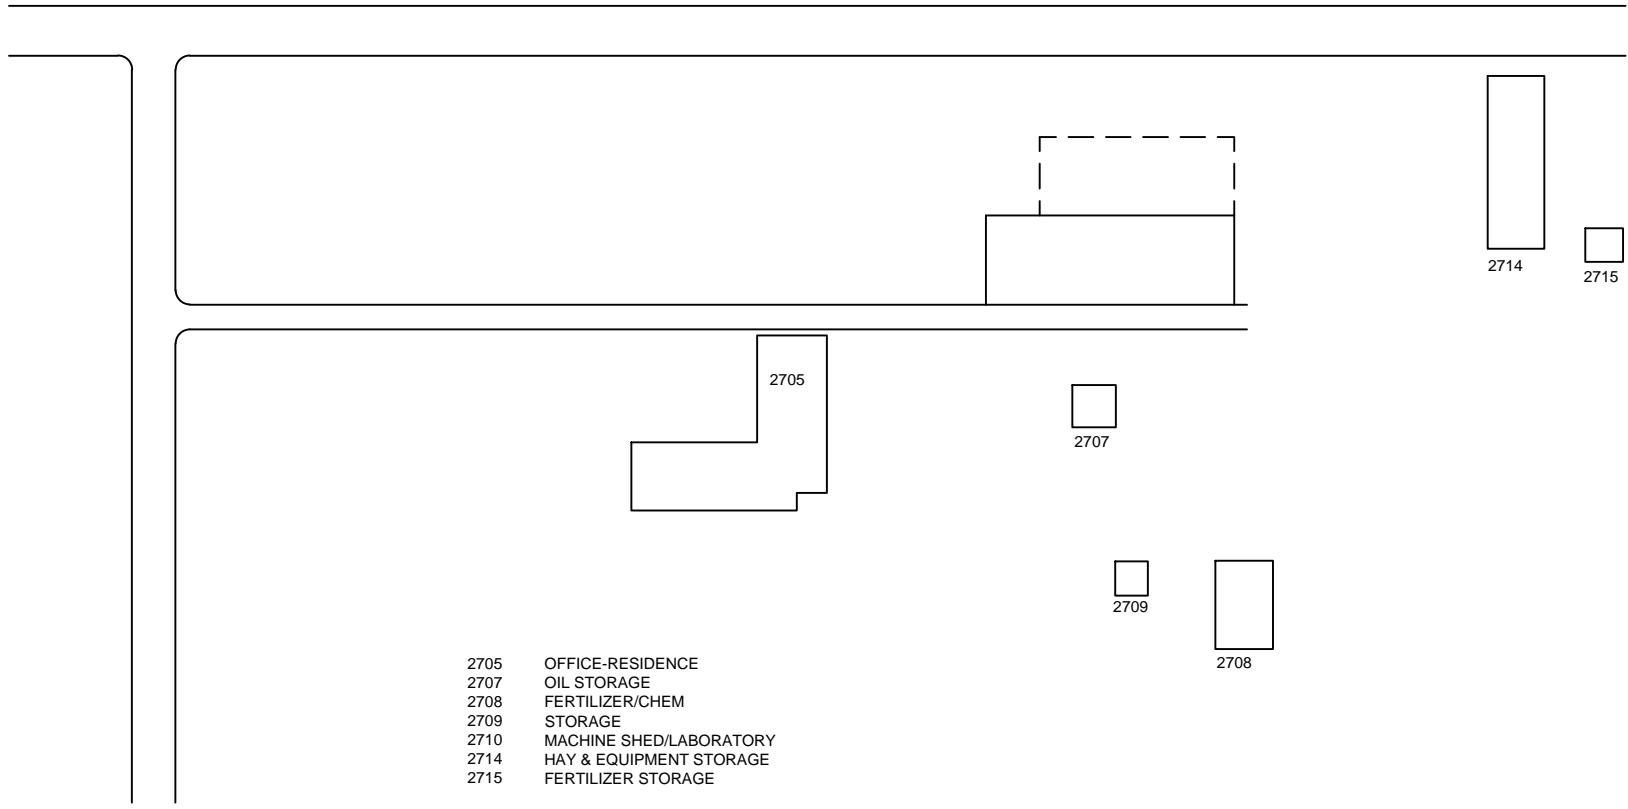 2714
2715
2705
2707
2709
2708
2705 OFFICE-RESIDENCE
2707 OIL STORAGE
2708 FERTILIZER/CHEM
2709 STORAGE
2710 MACHINE SHED/LABORATORY
2714 HAY & EQUIPMENT STORAGE
2715 FERTILIZER STORAGE